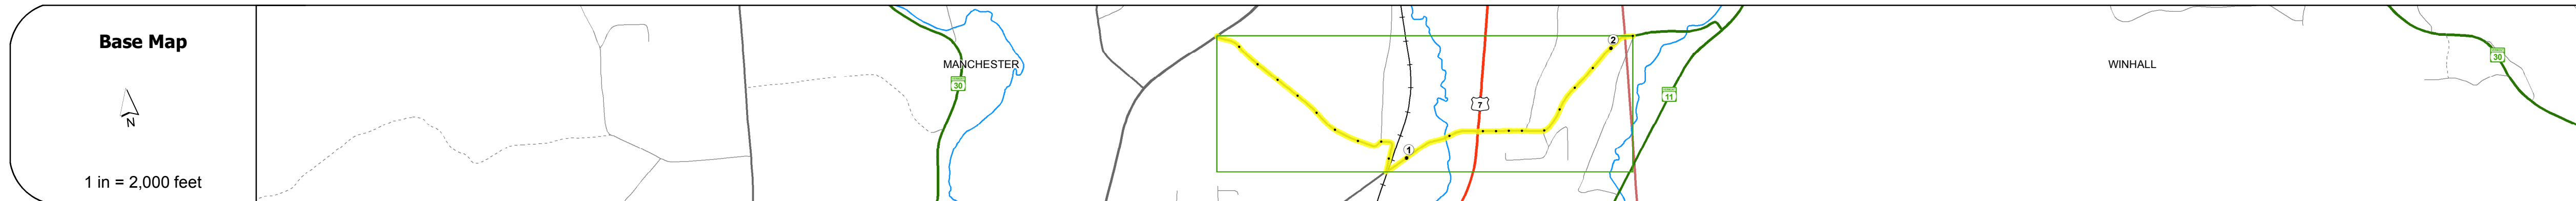 Base Map
N
1 in = 2,000 feet
MANCHESTER
30
1
7
2
11
WINHALL
30